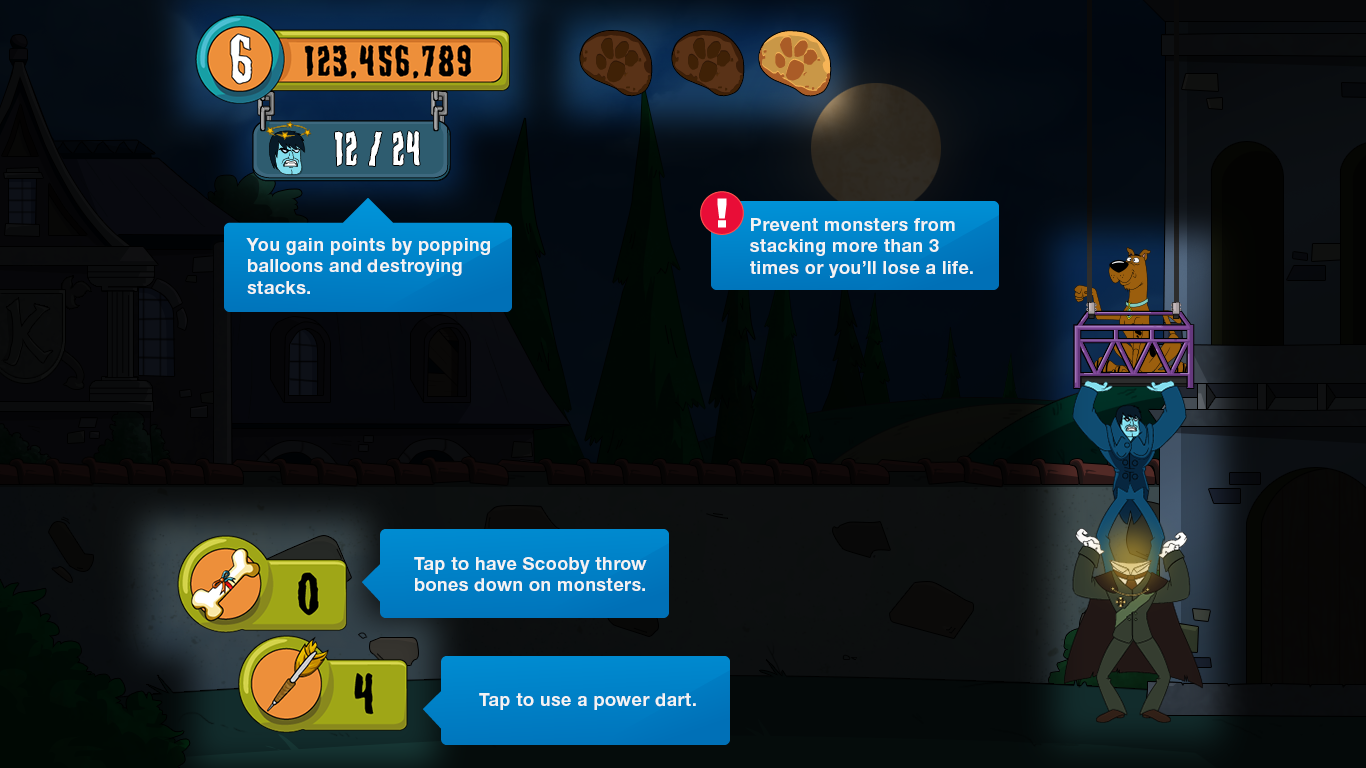 6 123,456,789
12 / 24
You gain points by popping
balloons and destroying
stacks.
!
Prevent monsters from
stacking more than 3
times or you'll lose a life.
K
Tap to have Scooby throw
bones down on monsters.
0
4
Tap to use a power dart.